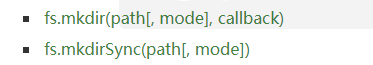 fs.mkdir(path[, mode], callback)
fs.mkdirSync(path[, mode])